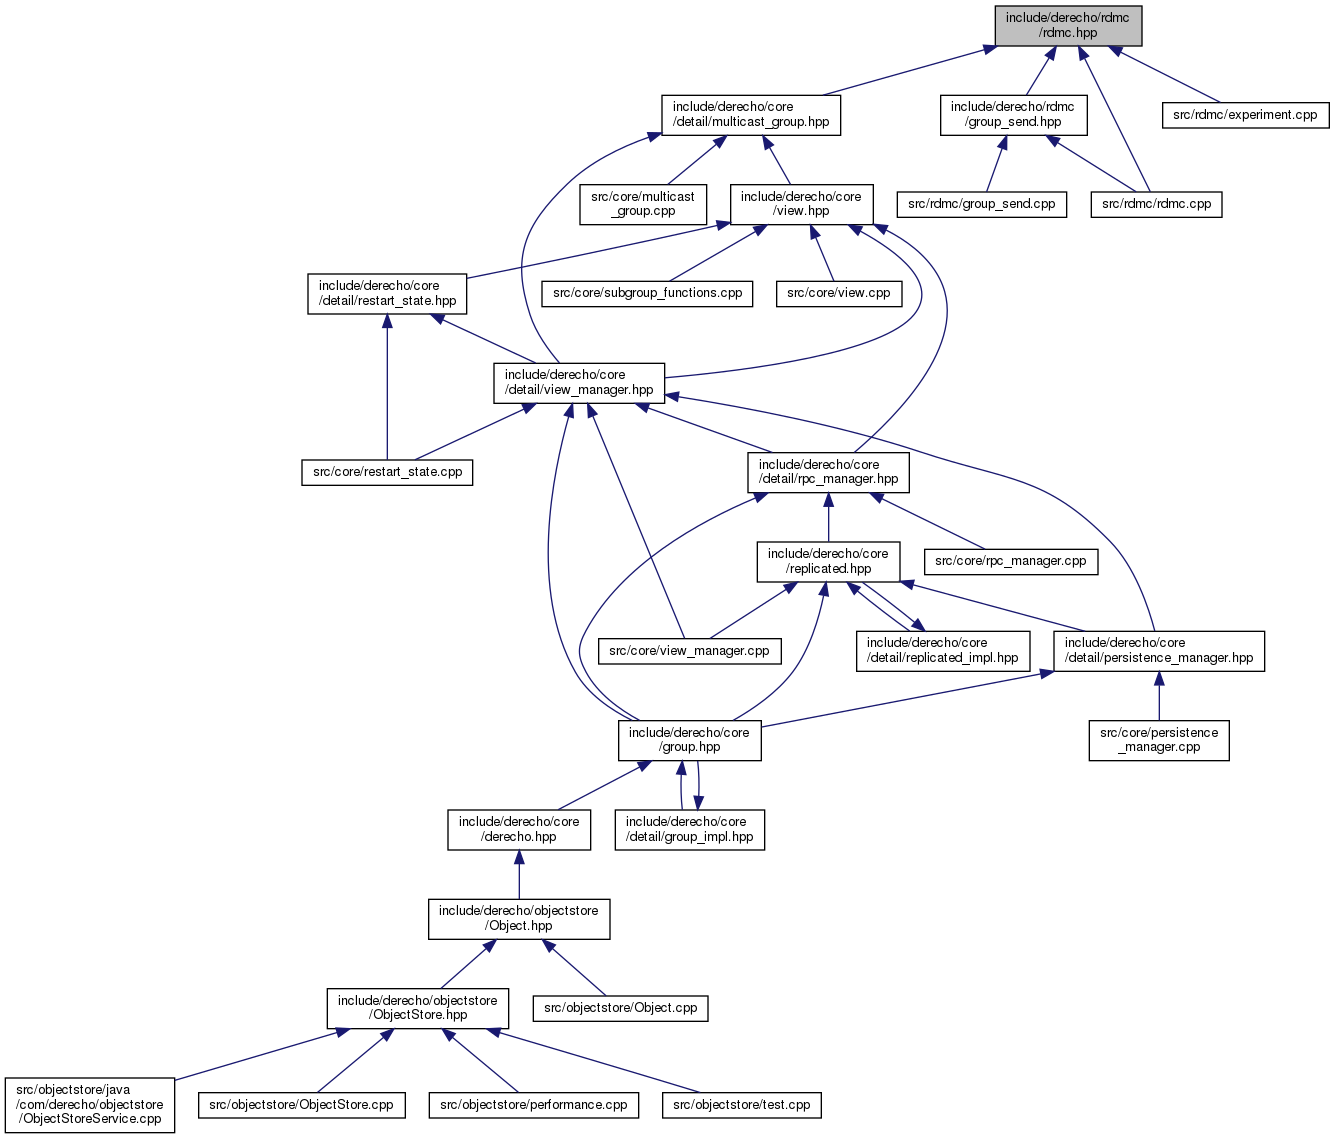 include/derecho/rdmc
/rdmc.hpp
include/derecho/core
/detail/multicast_group.hpp
include/derecho/rdmc
/group_send.hpp
src/rdmc/experiment.cpp
src/core/multicast
_group.cpp
include/derecho/core
/view.hpp
src/rdmc/group_send.cpp
src/rdmc/rdmc.cpp
include/derecho/core
/detail/restart_state.hpp
src/core/subgroup_functions.cpp
src/core/view.cpp
include/derecho/core
/detail/view_manager.hpp
src/core/restart_state.cpp
include/derecho/core
/detail/rpc_manager.hpp
include/derecho/core
/replicated.hpp
src/core/rpc_manager.cpp
src/core/view_manager.cpp
include/derecho/core
/detail/replicated_impl.hpp
include/derecho/core
/detail/persistence_manager.hpp
include/derecho/core
/group.hpp
src/core/persistence
_manager.cpp
include/derecho/core
/derecho.hpp
include/derecho/core
/detail/group_impl.hpp
include/derecho/objectstore
/Object.hpp
include/derecho/objectstore
/ObjectStore.hpp
src/objectstore/Object.cpp
src/objectstore/java
/com/derecho/objectstore
/ObjectStoreService.cpp
src/objectstore/ObjectStore.cpp
src/objectstore/performance.cpp
src/objectstore/test.cpp